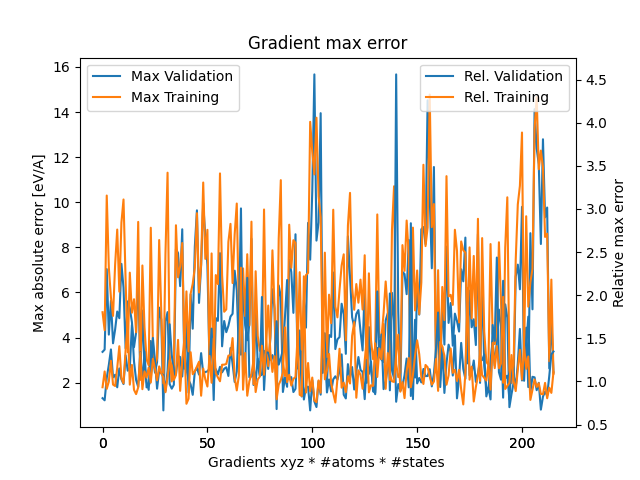 Gradient max error
Max Validation
Max Training
Rel. Validation
Rel. Training
Max absolute error [eV/A]
16
14
12
10
8
6
4
2
4.5
4.0
3.5
3.0
2.5
2.0
1.5
1.0
0.5
Relative max error
0 50 100 150 200
Gradients xyz * #atoms * #states